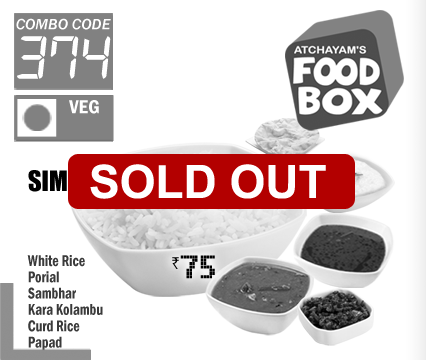 COMBO CODE
374
VEG
ATCHAYAM'S
FOOD
BOX
SIM
SOLD OUT
₹75
White Rice
Porial
Sambhar
Kara Kolambu
Curd Rice
Papad